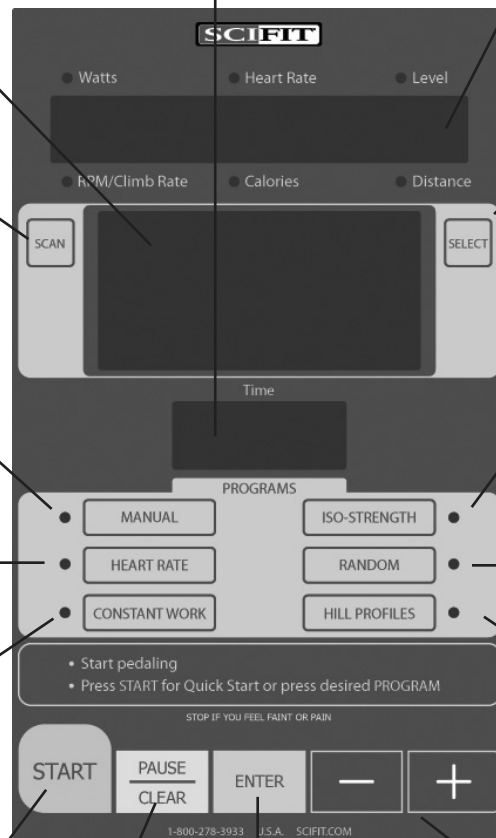 SCIFIT
Watts Heart Rate Level
RPM/Climb Rate Calories Distance
SCAN SELECT
Time
PROGRAMS
MANUAL ISO-STRENGTH
HEART RATE RANDOM
CONSTANT WORK HILL PROFILES
• Start pedaling
• Press START for Quick Start or press desired PROGRAM
STOP IF YOU FEEL FAINT OR PAIN
START PAUSE CLEAR ENTER — +
1-800-278-3933 U.S.A. SCIFIT.COM